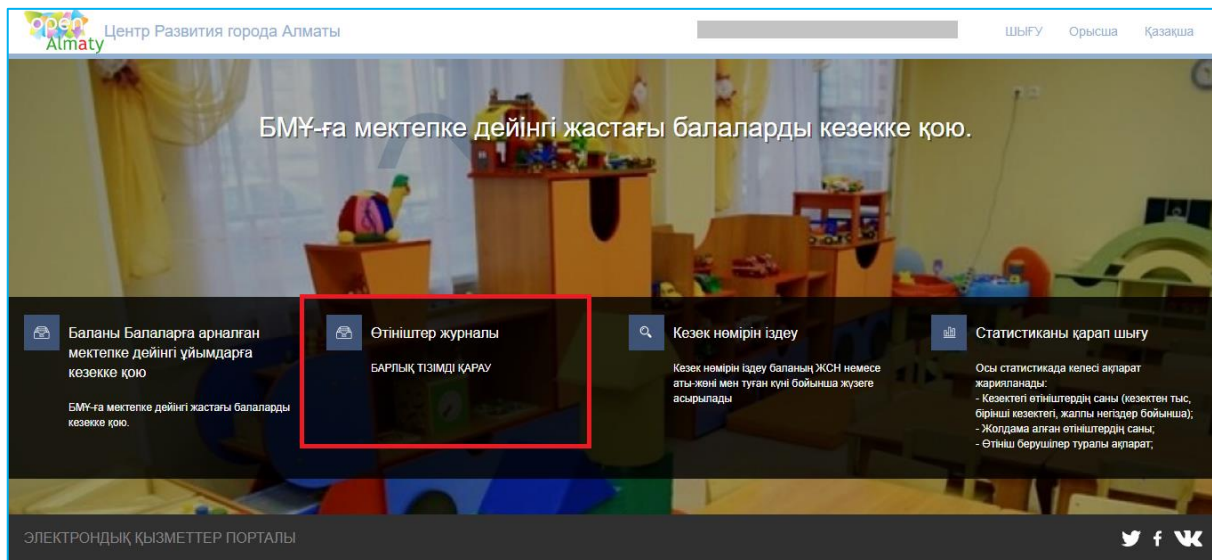 open
Almaty
Центр Развития города Алматы
ШЫҒУ Орысша Қазақша
БМҰ-ға мектепке дейінгі жастағы балаларды кезекке қою.
Баланы Балаларға арналған
мектепке дейінгі ұйымдарға
кезекке қою
БМҰ-ға мектепке дейінгі жастағы балаларды
кезекке қою.
Өтініштер журналы
БАРЛЫҚ ТІЗІМДІ ҚАРАУ
Кезек нөмірін іздеу
Кезек нөмірін іздеу баланың ЖСН немесе
аты-жөні мен туған күні бойынша жүзеге
асырылады
Статистиканы қарап шығу
Осы статистикада келесі ақпарат
жарияланады:
- Кезектегі өтініштердің саны (кезектен тыс,
бірінші кезектегі, жалпы негіздер бойынша);
- Жолдама алған өтініштердің саны;
- Өтініш берушілер туралы ақпарат;
ЭЛЕКТРОНДЫҚ ҚЫЗМЕТТЕР ПОРТАЛЫ